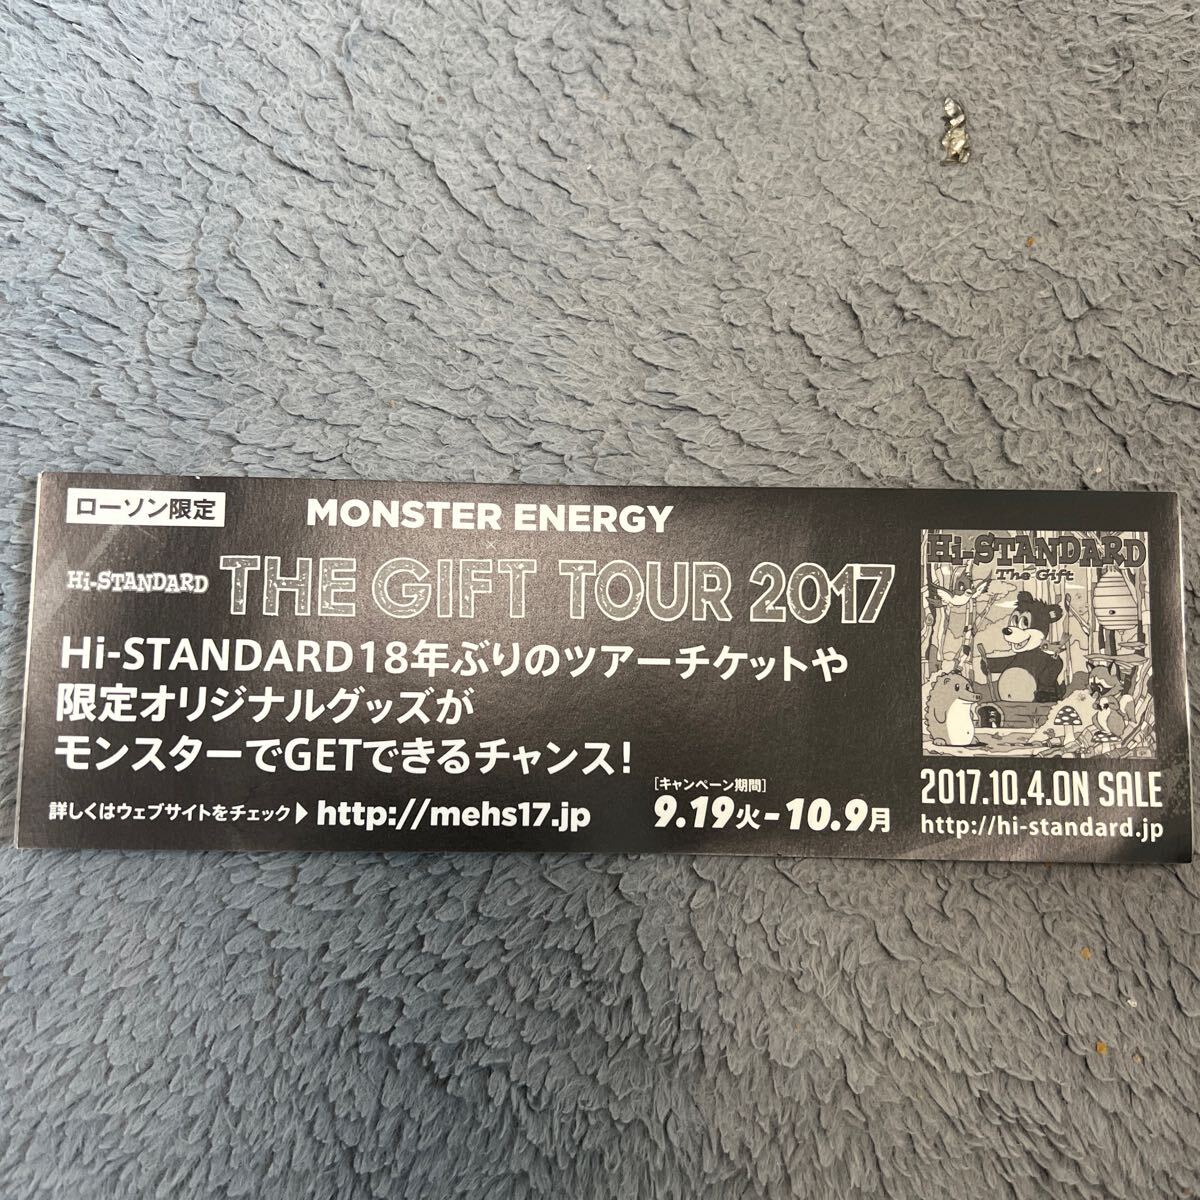 ローソン限定
MONSTER ENERGY
×
Hi-STANDARD THE GIFT TOUR 2017
Hi-STANDARD18年ぶりのツアーチケットや
限定オリジナルグッズが
モンスターでGETできるチャンス!
詳しくはウェブサイトをチェック▶ http://mehs17.jp
[キャンペーン期間]
9.19火-10.9月
Hi-STANDARD
The Gift
2017.10.4.ON SALE
http://hi-standard.jp